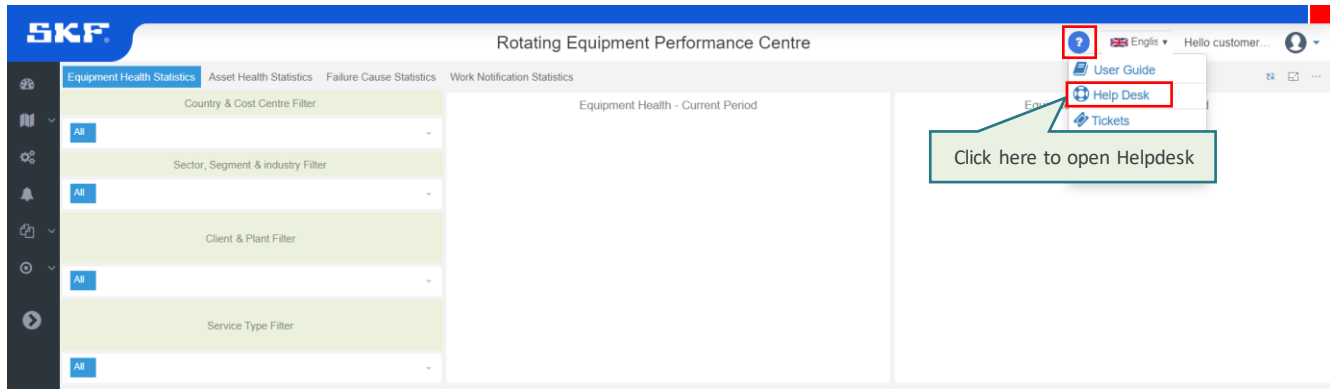 SKF
Rotating Equipment Performance Centre
?
Englis
Hello customer...
Equipment Health Statistics
Asset Health Statistics
Failure Cause Statistics
Work Notification Statistics
User Guide
Help Desk
Tickets
Click here to open Helpdesk
Country & Cost Centre Filter
All
Sector, Segment & industry Filter
All
Client & Plant Filter
All
Service Type Filter
All
Equipment Health - Current Period